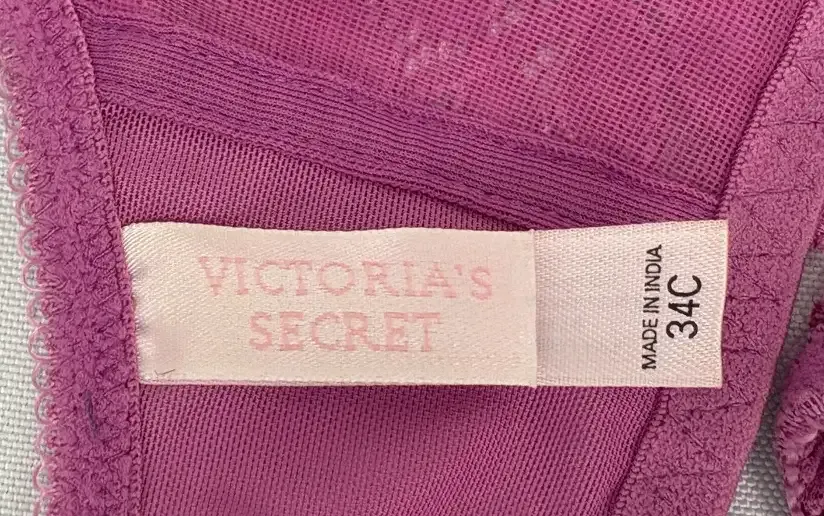 VICTORIA'S
SECRET
MADE IN INDIA
34C